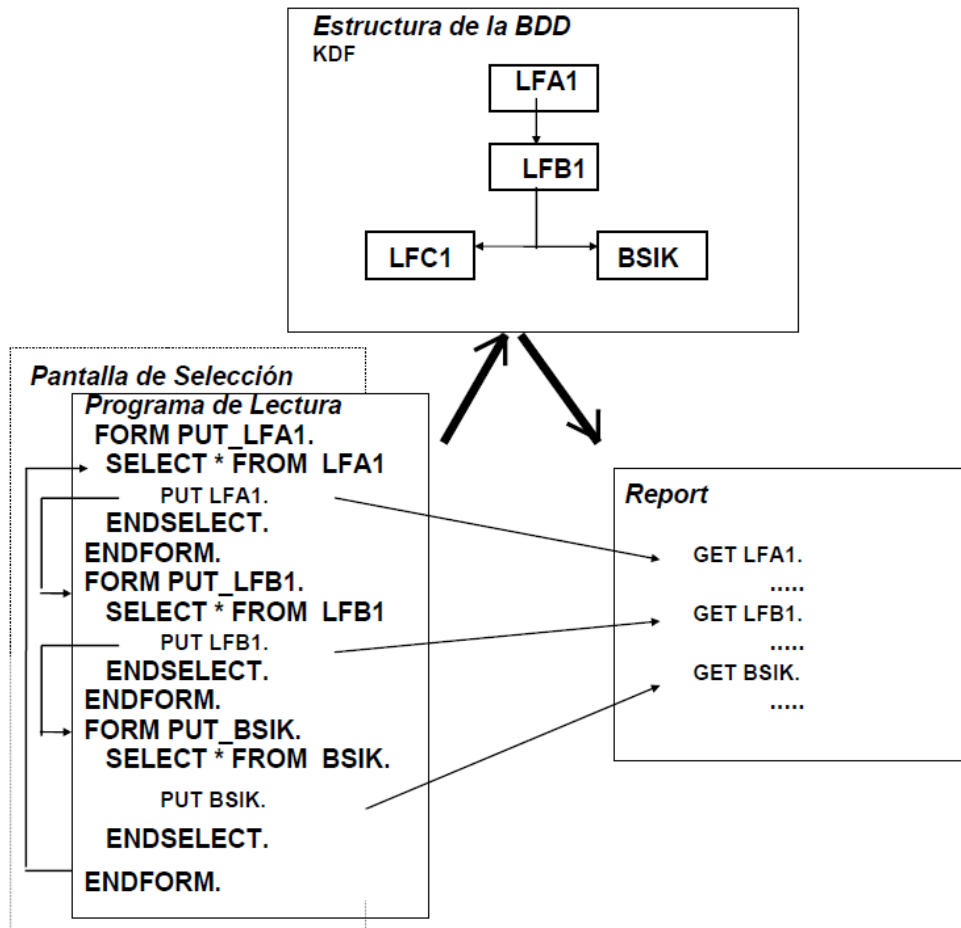 Estructura de la BDD
KDF
LFA1
LFB1
LFC1
BSIK
Pantalla de Selección
Programa de Lectura
FORM PUT_LFA1.
SELECT * FROM LFA1
PUT LFA1.
ENDSELECT.
ENDFORM.
FORM PUT_LFB1.
SELECT * FROM LFB1
PUT LFB1.
ENDSELECT.
ENDFORM.
FORM PUT_BSIK.
SELECT * FROM BSIK.
PUT BSIK.
ENDSELECT.
ENDFORM.
Report
GET LFA1.
.....
GET LFB1.
.....
GET BSIK.
.....